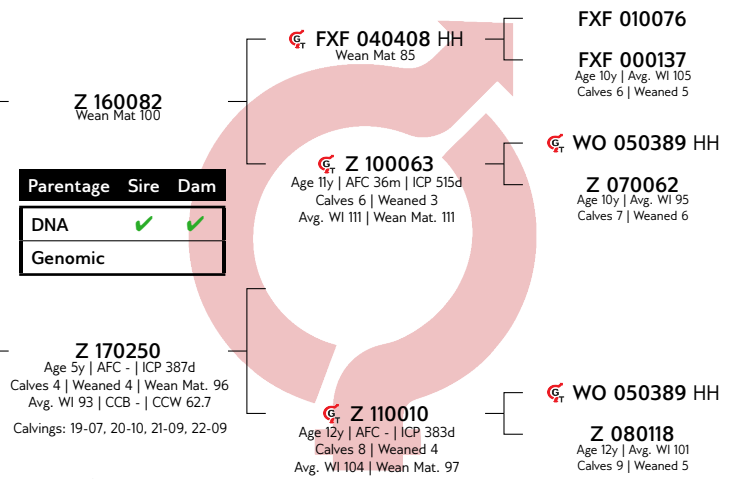 FXF 010076
FXF 040408 HH
Wean Mat 85
FXF 000137
Age 10y | Avg. WI 105
Calves 6 | Weaned 5
Z 160082
Wean Mat 100
WO 050389 HH
Z 100063
Age 11y | AFC 36m | ICP 515d
Calves 6 | Weaned 3
Avg. WI 111 | Wean Mat. 111
Z 070062
Age 10y | Avg. WI 95
Calves 7 | Weaned 6
Parentage Sire Dam
DNA ✔ ✔
Genomic
Z 170250
Age 5y | AFC - | ICP 387d
Calves 4 | Weaned 4 | Wean Mat. 96
Avg. WI 93 | CCB - | CCW 62.7
Calvings: 19-07, 20-10, 21-09, 22-09
WO 050389 HH
Z 110010
Age 12y | AFC - | ICP 383d
Calves 8 | Weaned 4
Avg. WI 104 | Wean Mat. 97
Z 080118
Age 12y | Avg. WI 101
Calves 9 | Weaned 5